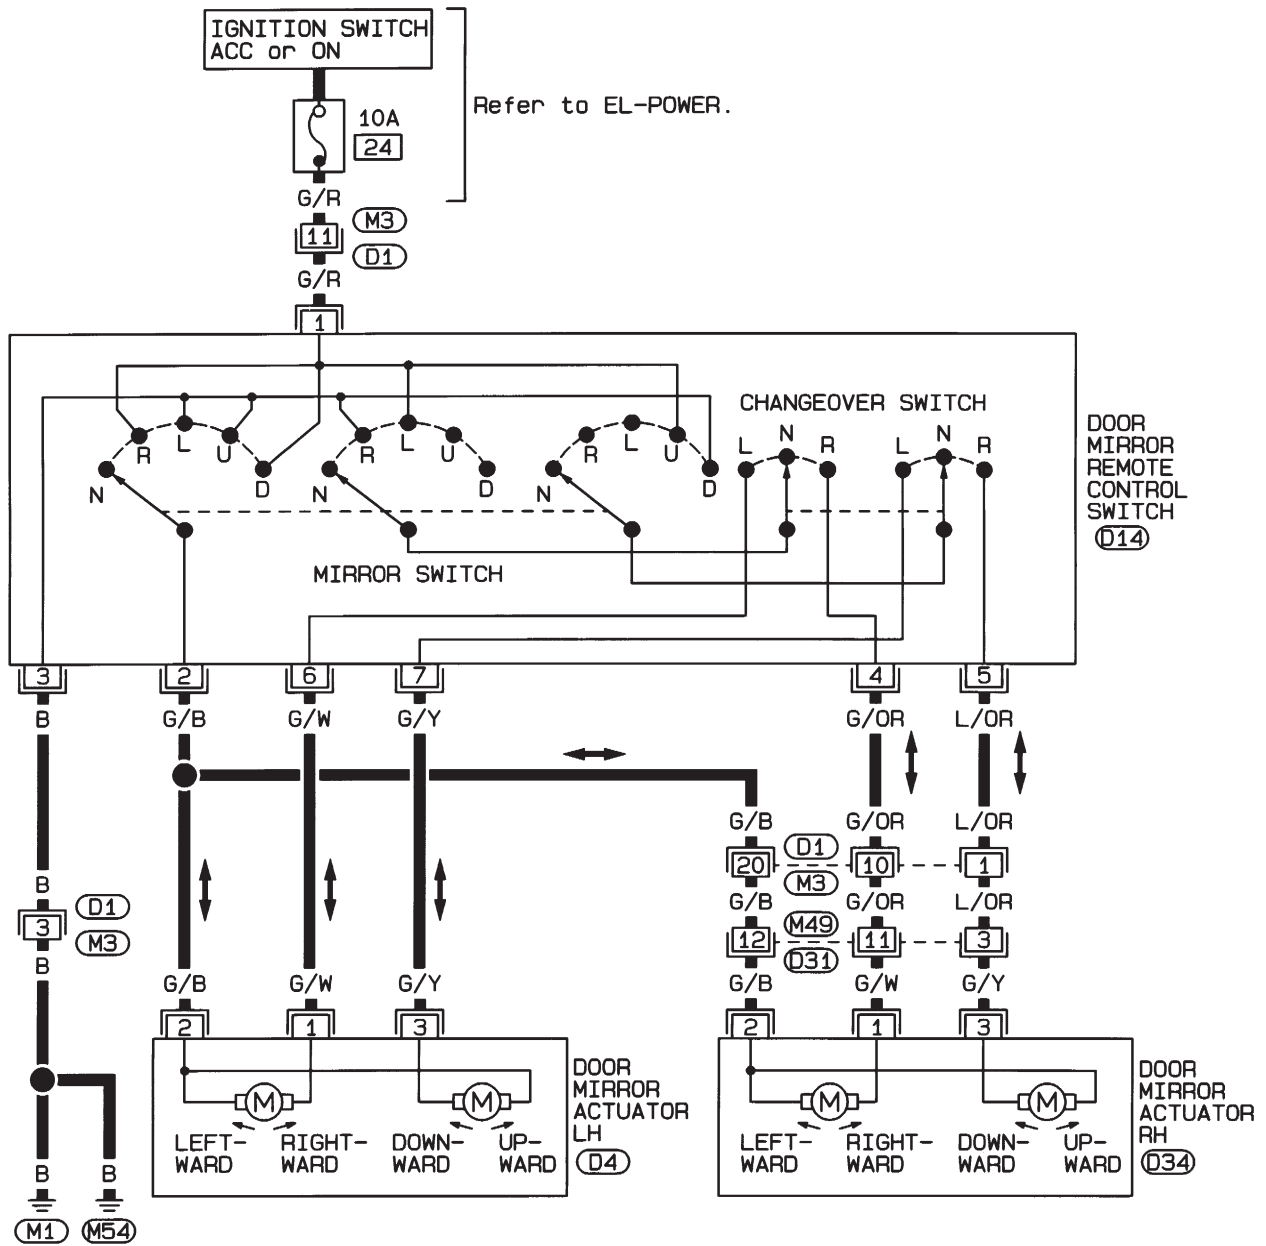 IGNITION SWITCH
ACC or ON
Refer to EL-POWER.
10A
24
G/R
M3
11
D1
G/R
1
CHANGEOVER SWITCH
R L U D N
R L U D N
R L U D N
L N R
L N R
DOOR
MIRROR
REMOTE
CONTROL
SWITCH
D14
MIRROR SWITCH
3 2 6 7 4 5
B G/B G/W G/Y G/OR L/OR
G/B G/OR L/OR
D1
20 10 1
M3
B
G/B G/OR L/OR
D1
3
M3
M49
12 11 3
D31
B
G/B G/W G/Y G/B G/W G/Y
2 1 3 2 1 3
DOOR
MIRROR
ACTUATOR
LH
D4
M M
LEFT-
WARD
RIGHT-
WARD
DOWN-
WARD
UP-
WARD
DOOR
MIRROR
ACTUATOR
RH
D34
M M
LEFT-
WARD
RIGHT-
WARD
DOWN-
WARD
UP-
WARD
B B
M1 M54